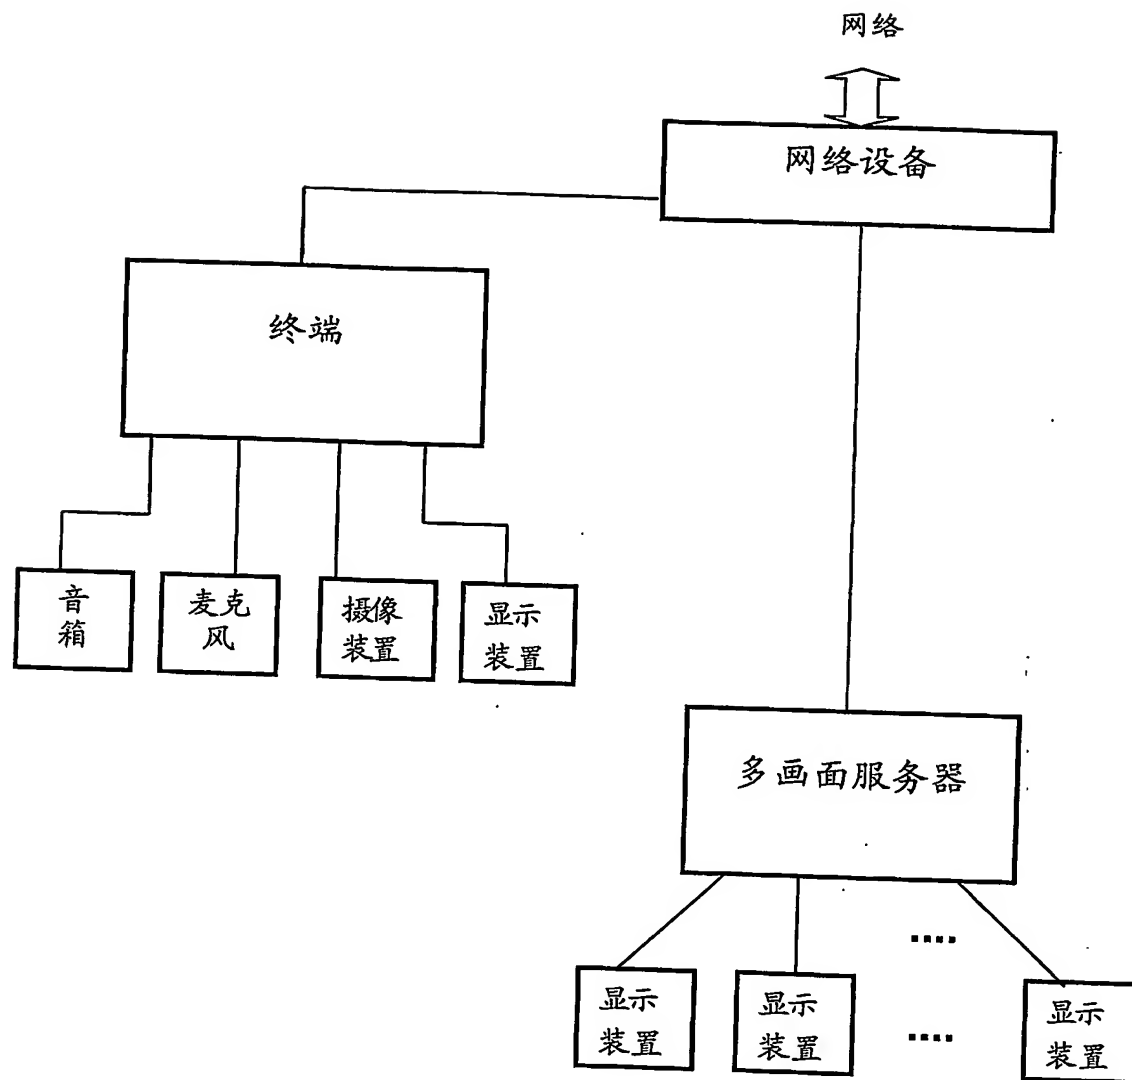 网络
网络设备
终端
音
箱
麦克
风
摄像
装置
显示
装置
多画面服务器
....
显示
装置
显示
装置
....
显示
装置